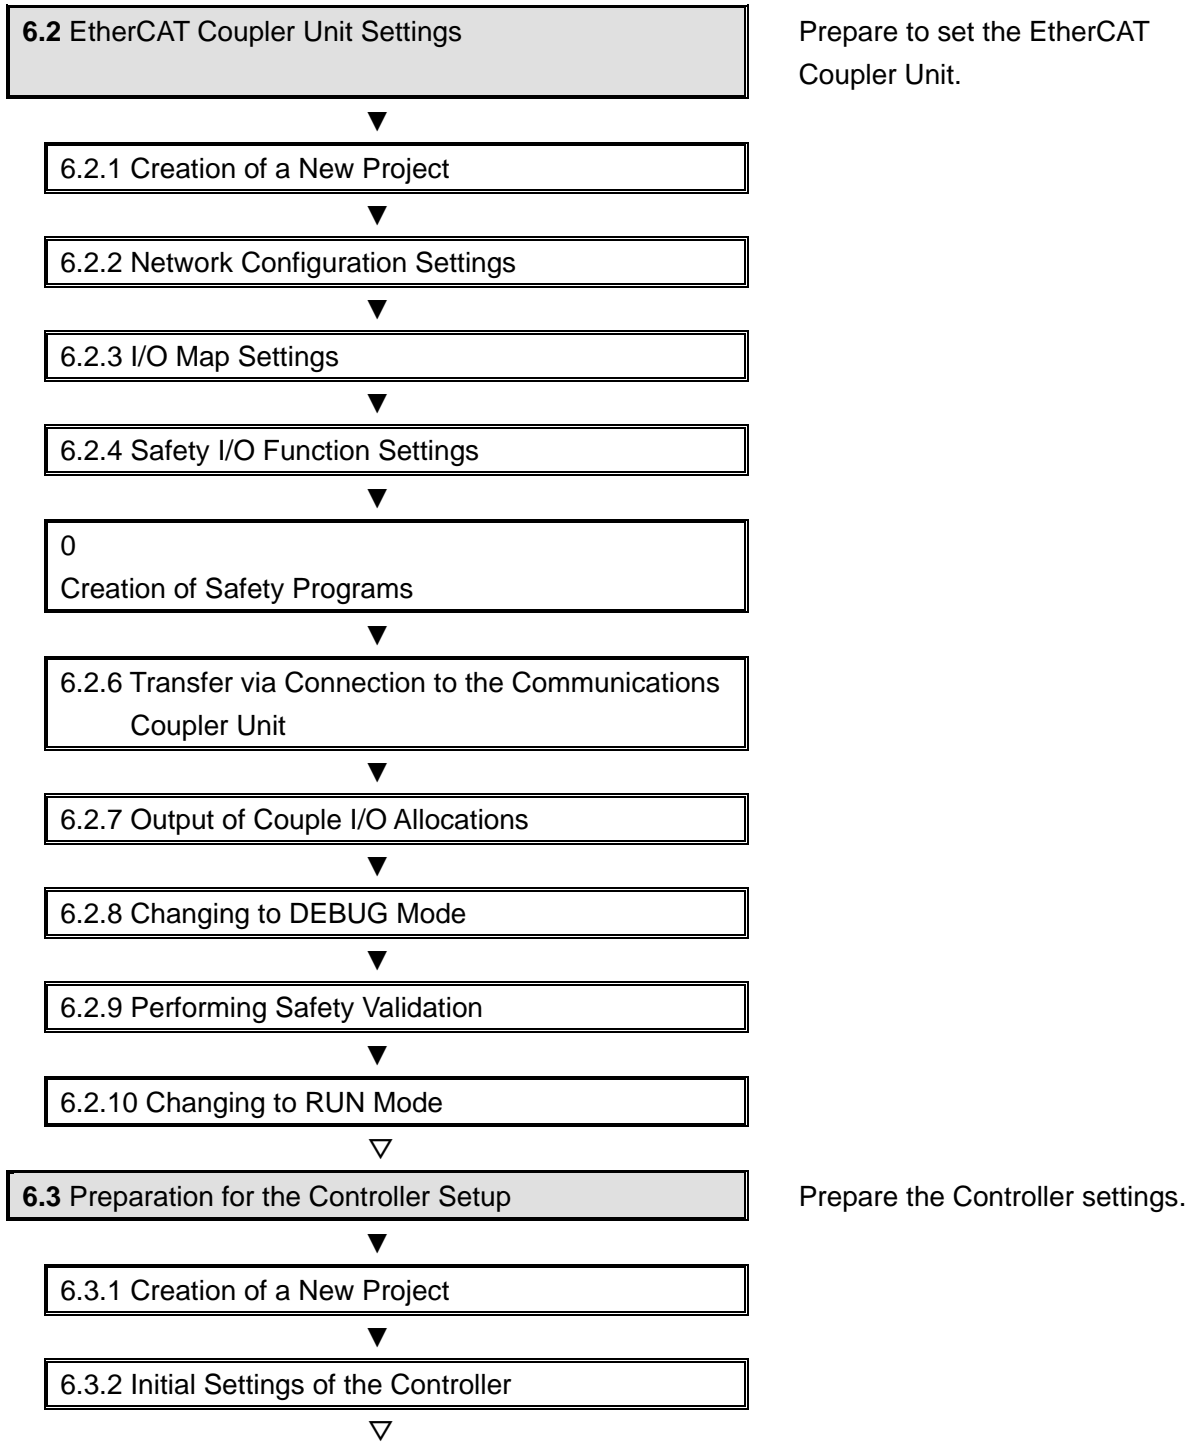 6.2 EtherCAT Coupler Unit Settings
Prepare to set the EtherCAT
Coupler Unit.
▼
6.2.1 Creation of a New Project
▼
6.2.2 Network Configuration Settings
▼
6.2.3 I/O Map Settings
▼
6.2.4 Safety I/O Function Settings
▼
0
Creation of Safety Programs
▼
6.2.6 Transfer via Connection to the Communications
Coupler Unit
▼
6.2.7 Output of Couple I/O Allocations
▼
6.2.8 Changing to DEBUG Mode
▼
6.2.9 Performing Safety Validation
▼
6.2.10 Changing to RUN Mode
▽
6.3 Preparation for the Controller Setup
Prepare the Controller settings.
▼
6.3.1 Creation of a New Project
▼
6.3.2 Initial Settings of the Controller
▽